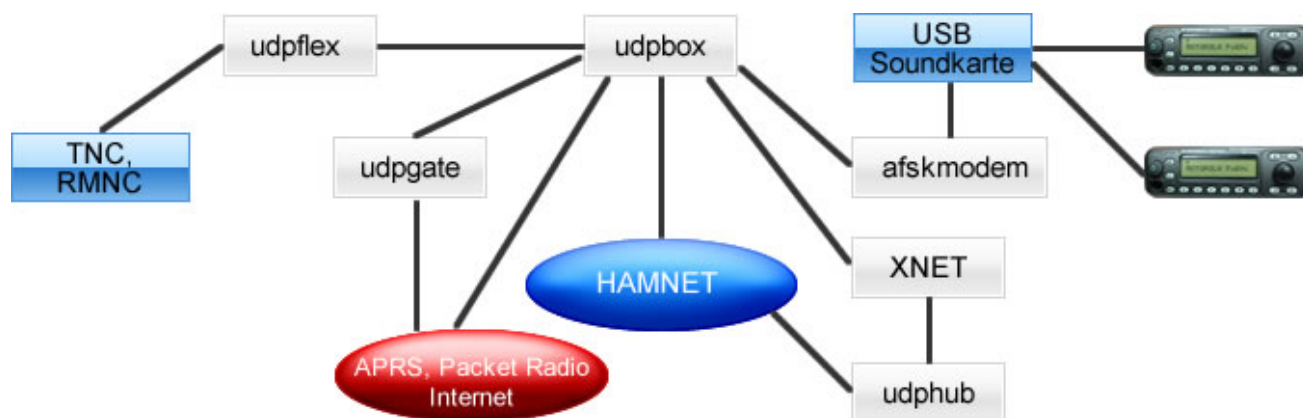 udpflex
udpbox
USB
Soundkarte
TNC,
RMNC
udpgate
afskmodem
HAMNET
XNET
APRS, Packet Radio
Internet
udphub